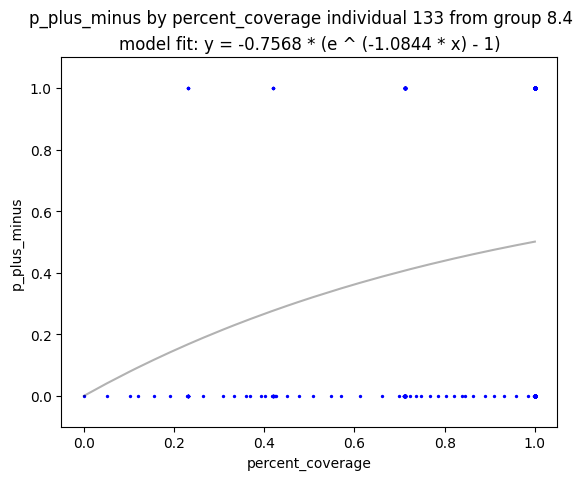 p_plus_minus by percent_coverage individual 133 from group 8.4
model fit: y = -0.7568 * (e ^ (-1.0844 * x) - 1)
1.0
0.8
0.6
0.4
0.2
0.0
p_plus_minus
0.0 0.2 0.4 0.6 0.8 1.0
percent_coverage